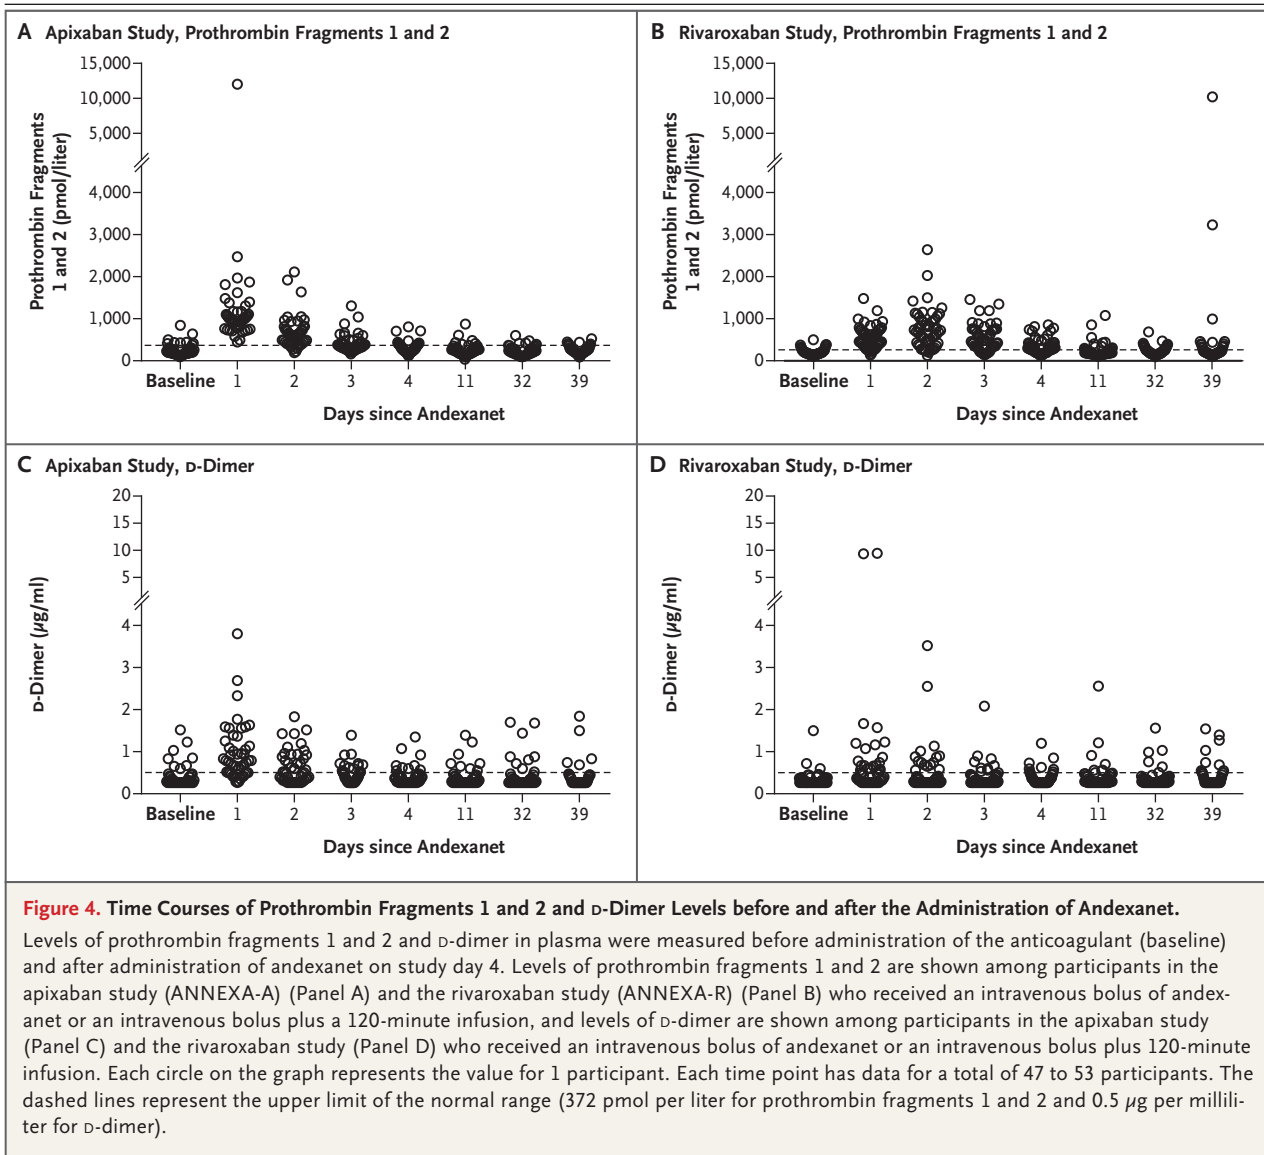 A Apixaban Study, Prothrombin Fragments 1 and 2
15,000
10,000
5,000
4,000
3,000
2,000
1,000
0
Prothrombin Fragments
1 and 2 (pmol/liter)
Baseline 1 2 3 4 11 32 39
Days since Andexanet
B Rivaroxaban Study, Prothrombin Fragments 1 and 2
15,000
10,000
5,000
4,000
3,000
2,000
1,000
0
Prothrombin Fragments
1 and 2 (pmol/liter)
Baseline 1 2 3 4 11 32 39
Days since Andexanet
C Apixaban Study, D-Dimer
20
15
10
5
4
3
2
1
0
D-Dimer (µg/ml)
Baseline 1 2 3 4 11 32 39
Days since Andexanet
D Rivaroxaban Study, D-Dimer
20
15
10
5
4
3
2
1
0
D-Dimer (µg/ml)
Baseline 1 2 3 4 11 32 39
Days since Andexanet
Figure 4. Time Courses of Prothrombin Fragments 1 and 2 and D-Dimer Levels before and after the Administration of Andexanet.
Levels of prothrombin fragments 1 and 2 and D-dimer in plasma were measured before administration of the anticoagulant (baseline)
and after administration of andexanet on study day 4. Levels of prothrombin fragments 1 and 2 are shown among participants in the
apixaban study (ANNEXA-A) (Panel A) and the rivaroxaban study (ANNEXA-R) (Panel B) who received an intravenous bolus of andex-
anet or an intravenous bolus plus a 120-minute infusion, and levels of D-dimer are shown among participants in the apixaban study
(Panel C) and the rivaroxaban study (Panel D) who received an intravenous bolus of andexanet or an intravenous bolus plus 120-minute
infusion. Each circle on the graph represents the value for 1 participant. Each time point has data for a total of 47 to 53 participants. The
dashed lines represent the upper limit of the normal range (372 pmol per liter for prothrombin fragments 1 and 2 and 0.5 µg per millili-
ter for D-dimer).